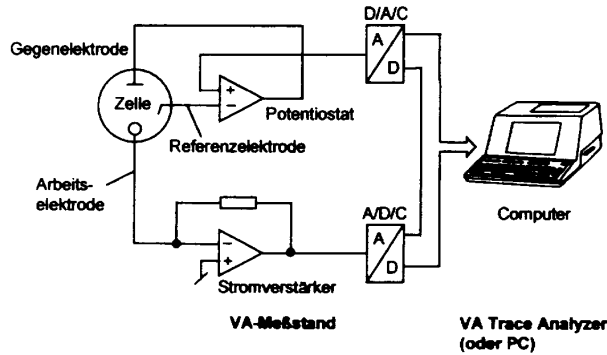 D/A/C
Gegenelektrode
A
D
Zelle
+
−
Potentiostat
Referenzelektrode
Arbeits-
elektrode
A/D/C
Computer
A
D
−
+
Stromverstärker
VA-Meßstand
VA Trace Analyzer
(oder PC)